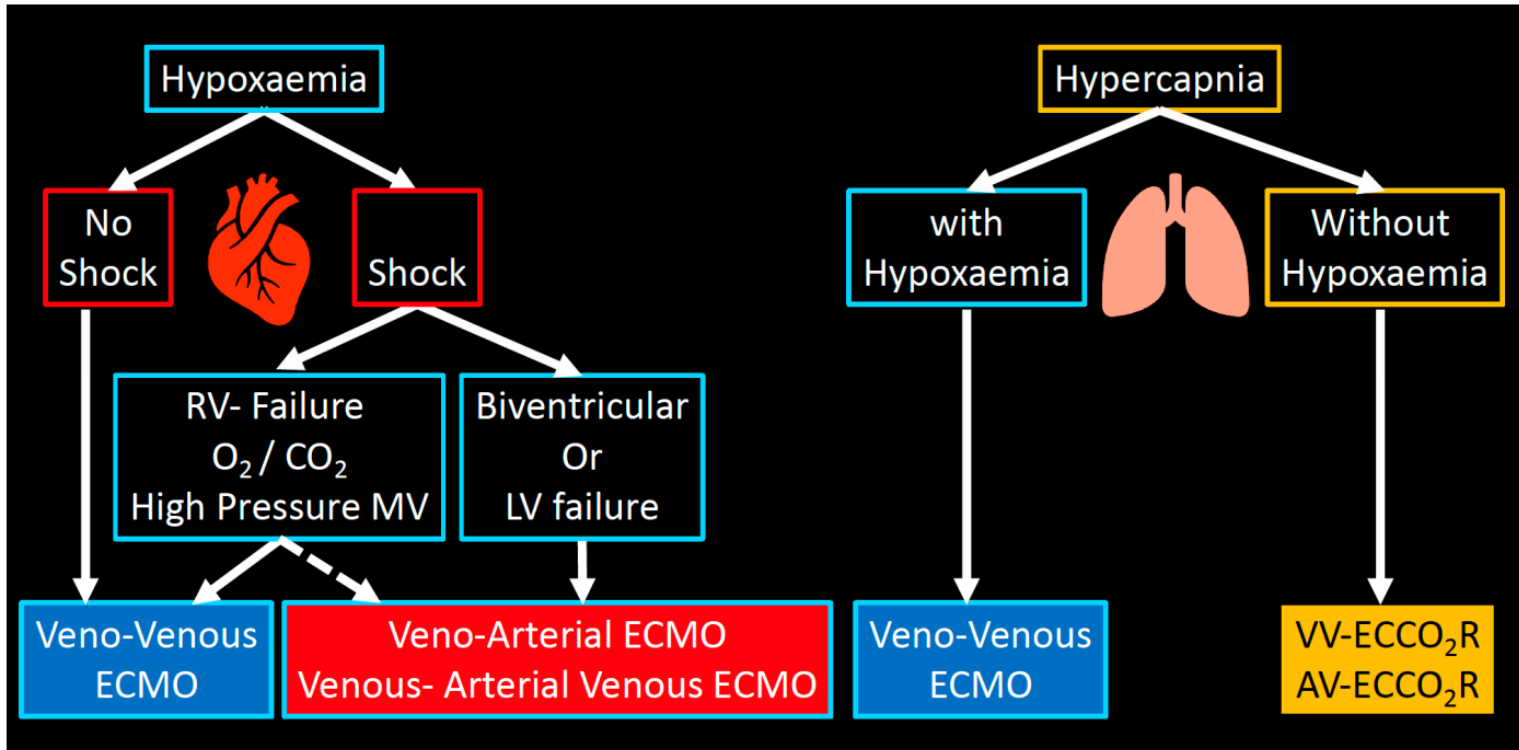 Hypoxaemia
Hypercapnia
No
Shock
Shock
with
Hypoxaemia
Without
Hypoxaemia
RV- Failure
O₂ / CO₂
High Pressure MV
Biventricular
Or
LV failure
Veno-Venous
ECMO
Veno-Arterial ECMO
Venous- Arterial Venous ECMO
Veno-Venous
ECMO
VV-ECCO₂R
AV-ECCO₂R